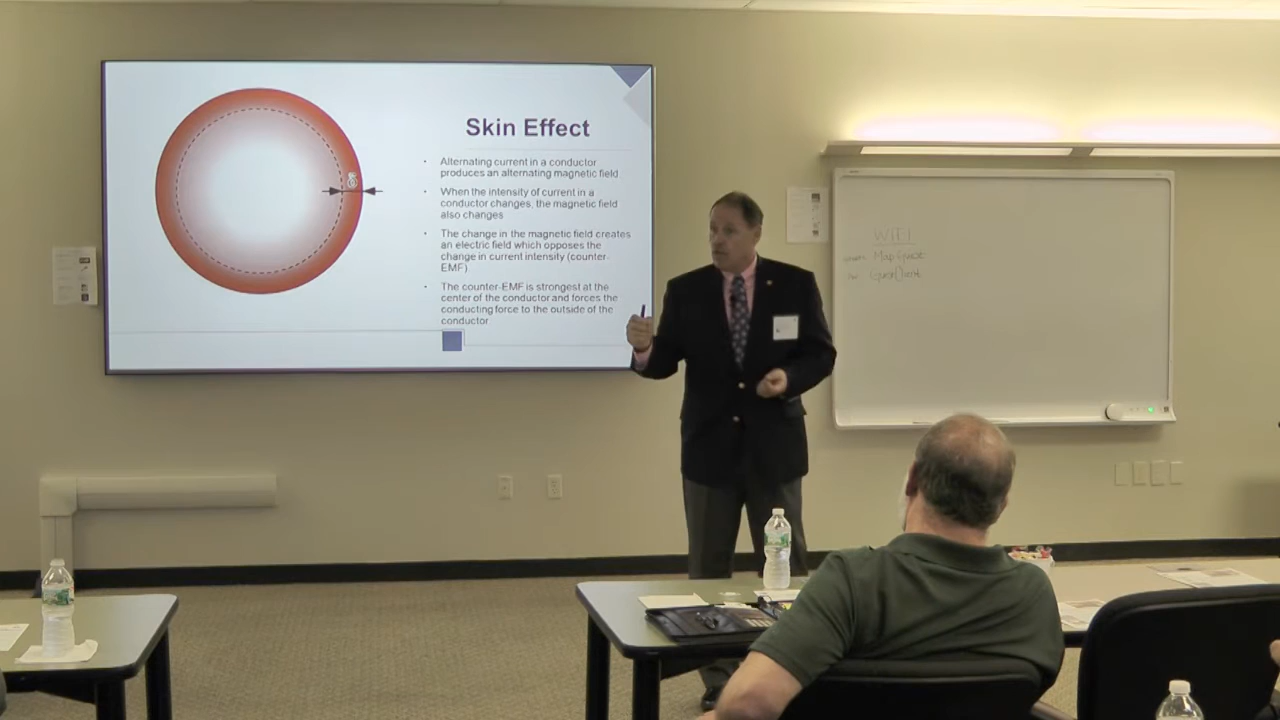 Skin Effect
• Alternating current in a conductor
produces an alternating magnetic field
• When the intensity of current in a
conductor changes, the magnetic field
also changes
• The change in the magnetic field creates
an electric field which opposes the
change in current intensity (counter-
EMF)
• The counter-EMF is strongest at the
center of the conductor and forces the
conducting force to the outside of the
conductor
δ
WIFI